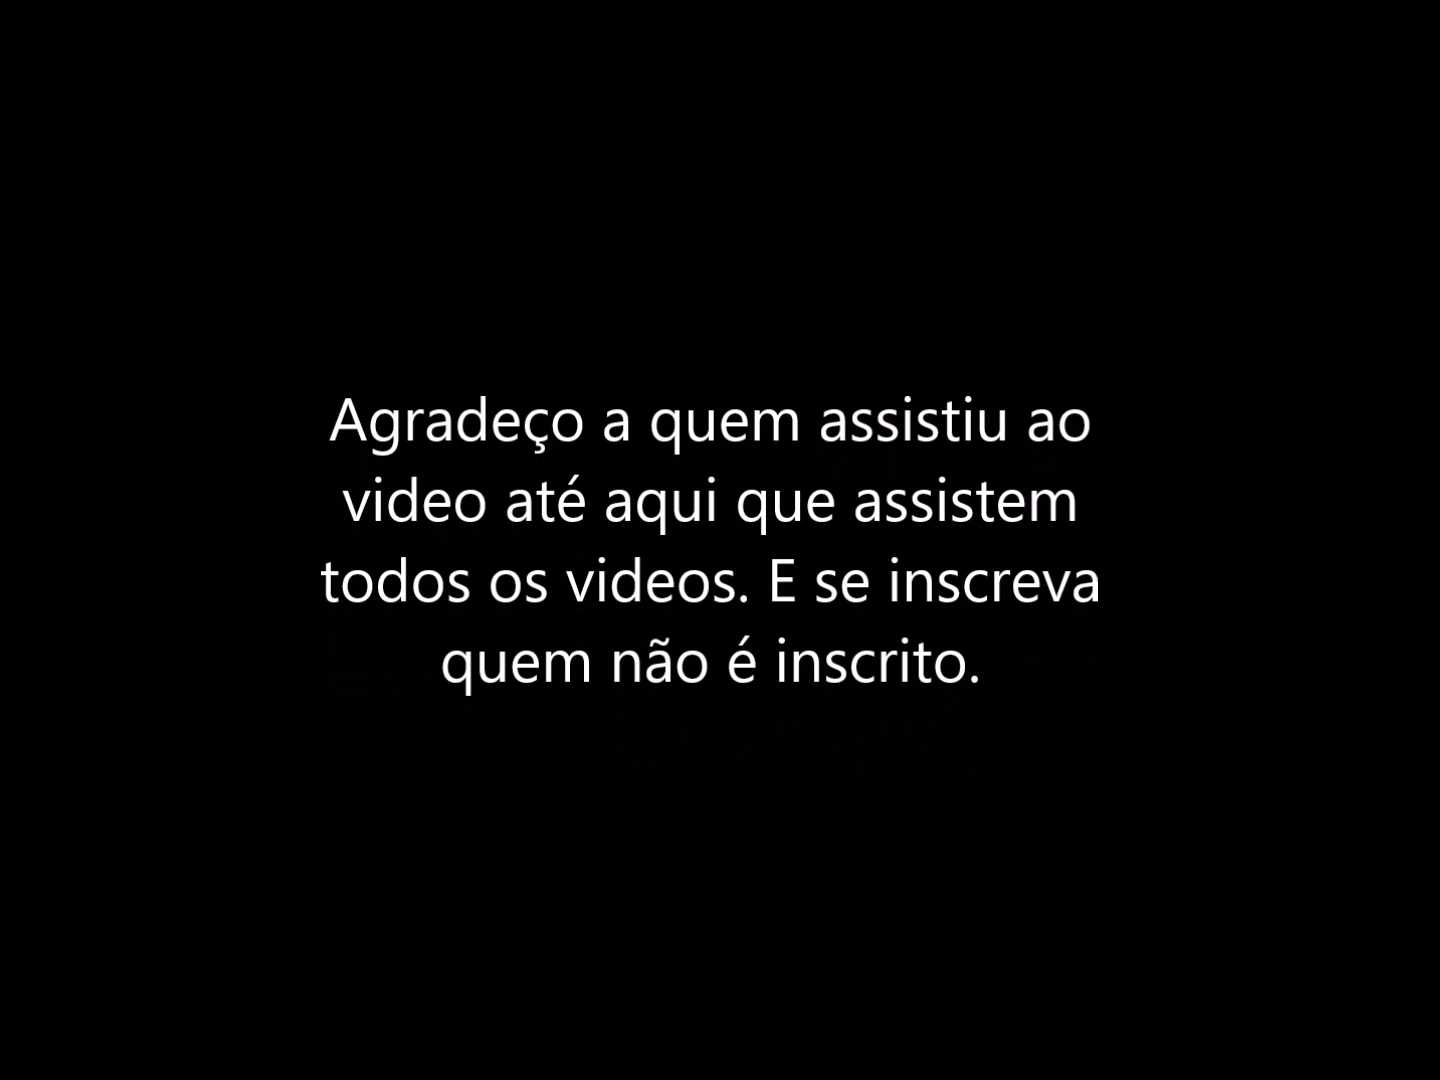 Agradeço a quem assistiu ao
video até aqui que assistem
todos os videos. E se inscreva
quem não é inscrito.